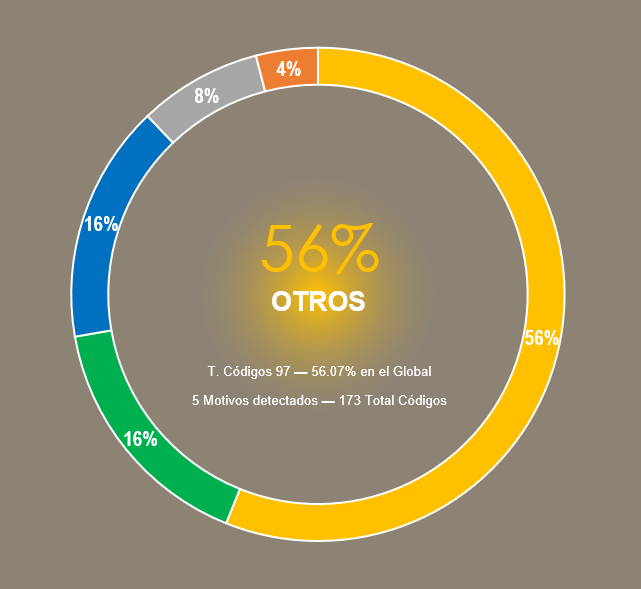 4%
8%
16%
56%
OTROS
56%
T. Códigos 97 — 56.07% en el Global
5 Motivos detectados — 173 Total Códigos
16%